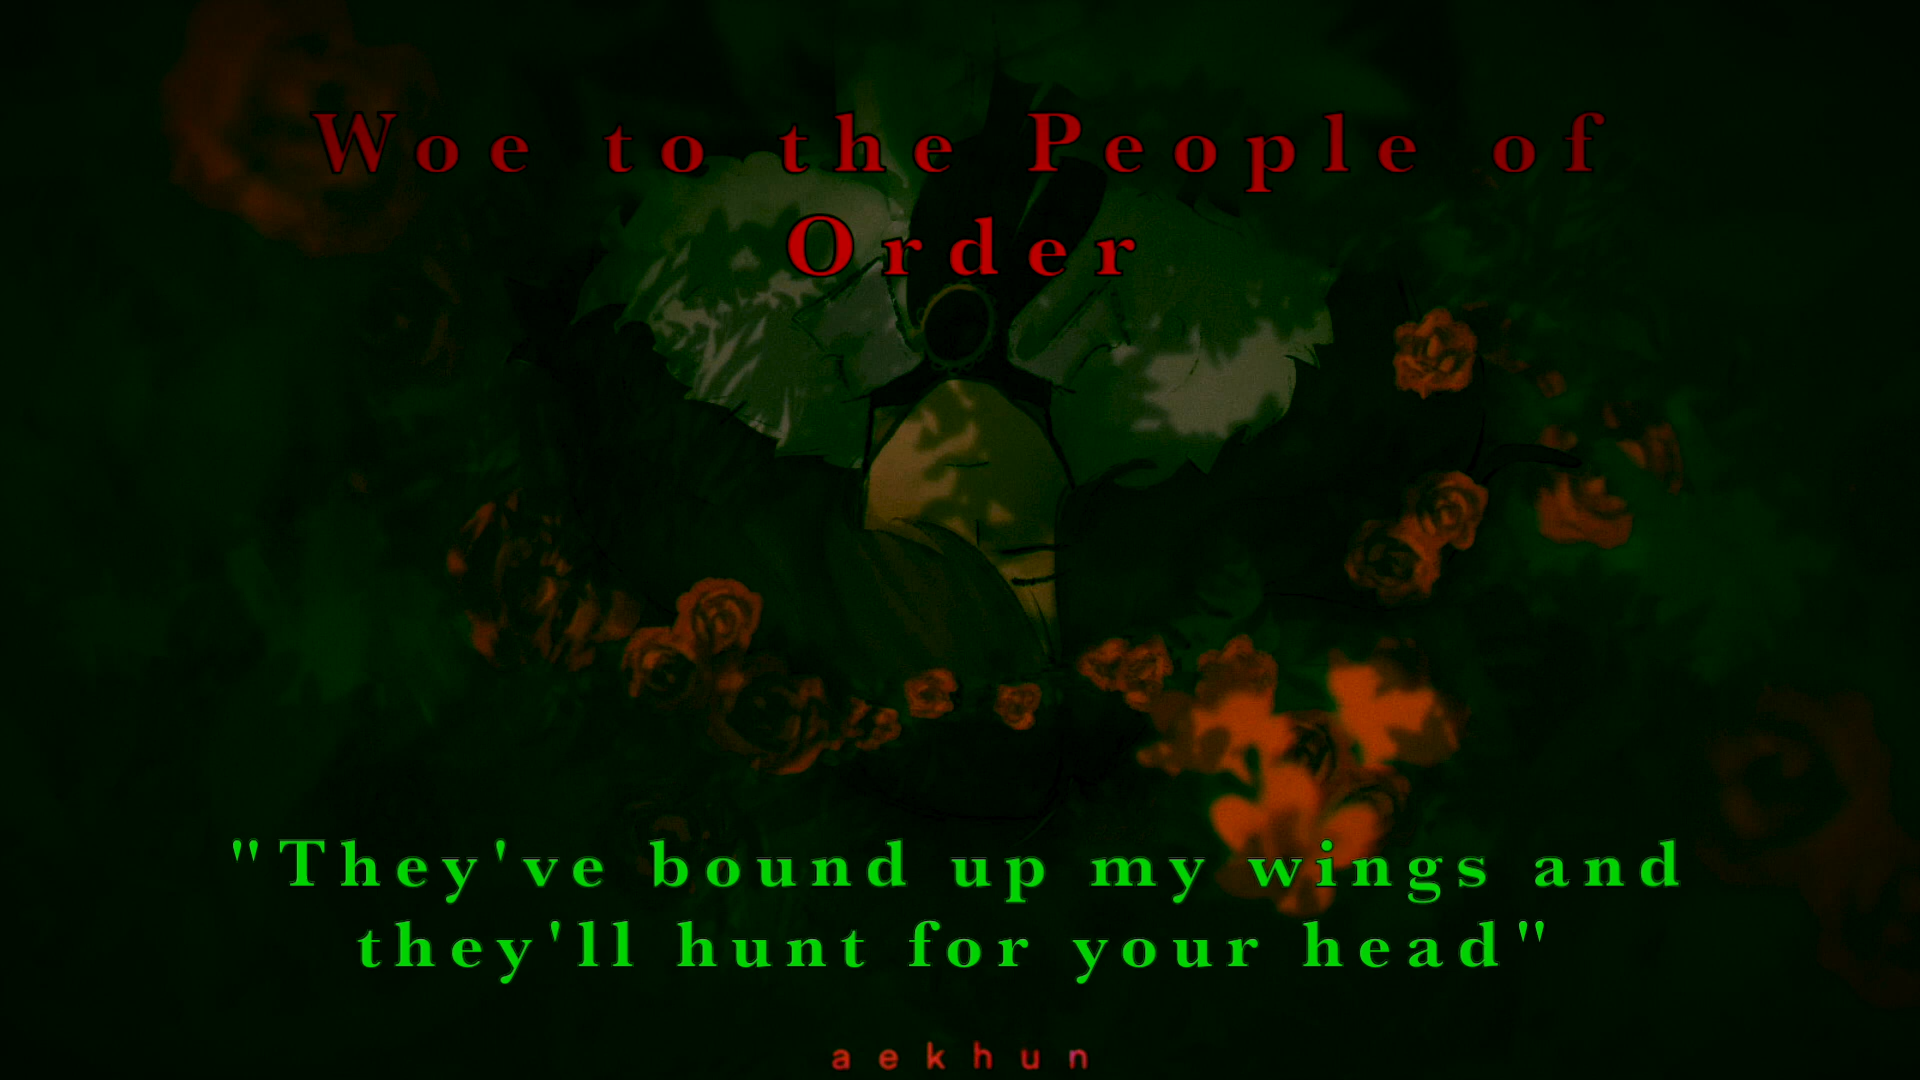 Woe to the People of
Order
"They've bound up my wings and
they'll hunt for your head"
aekhun